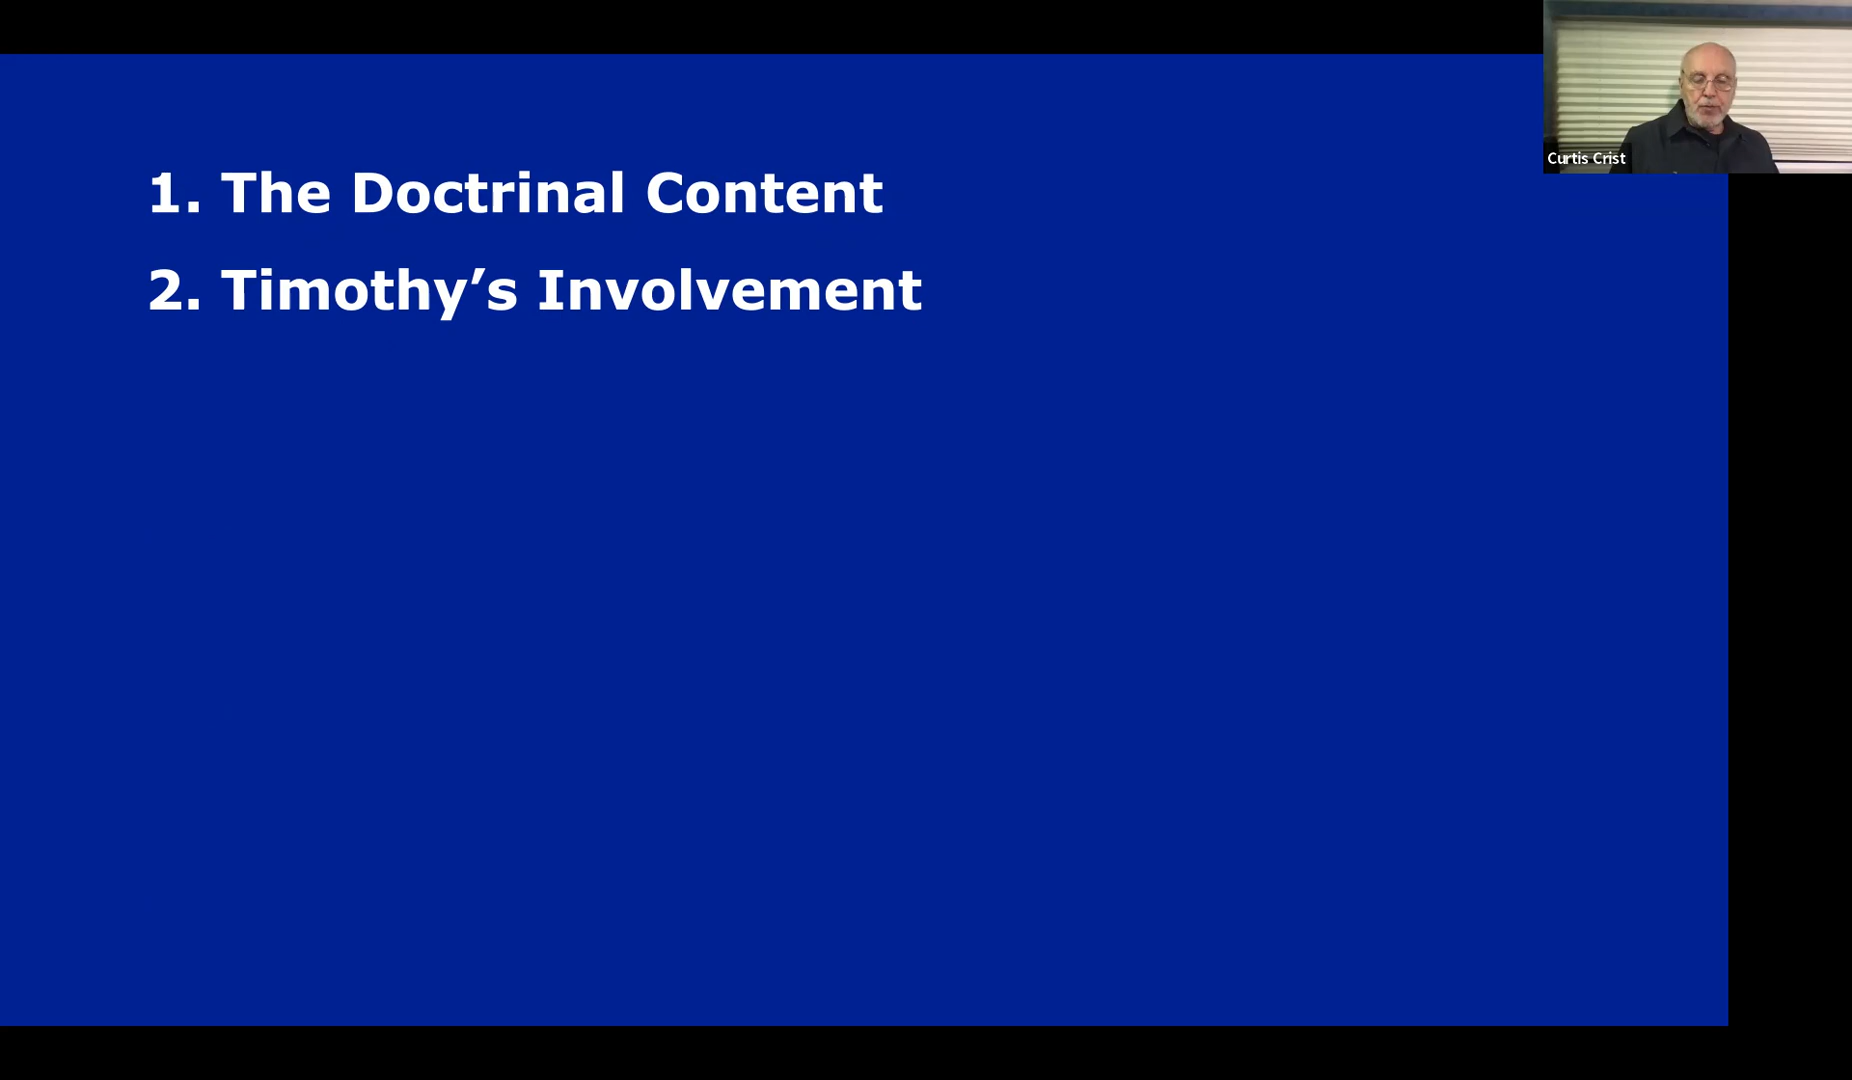 1. The Doctrinal Content
2. Timothy’s Involvement
Curtis Crist